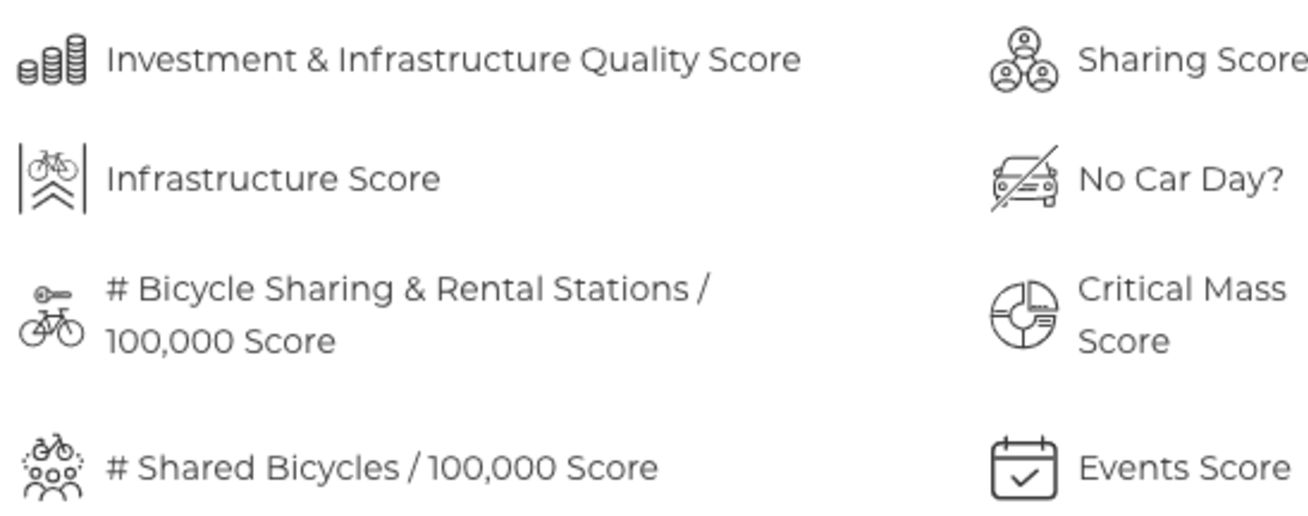 Investment & Infrastructure Quality Score
Sharing Score
Infrastructure Score
No Car Day?
# Bicycle Sharing & Rental Stations /
100,000 Score
Critical Mass
Score
# Shared Bicycles / 100,000 Score
Events Score